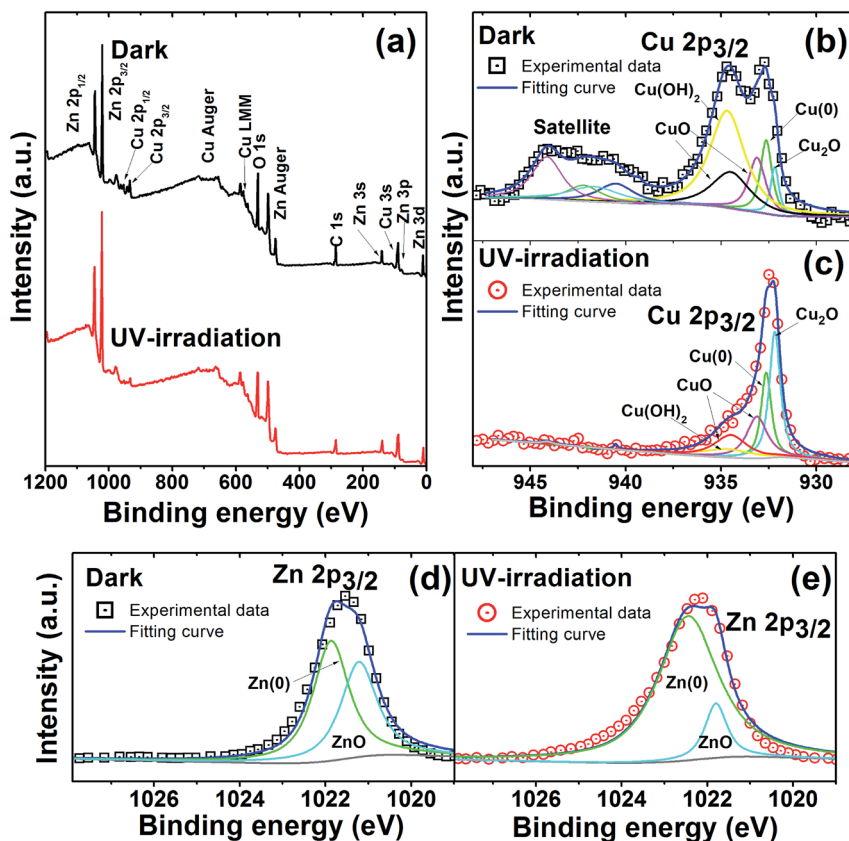 Dark
(a)
Zn 2p1/2
Zn 2p3/2
Cu 2p1/2
Cu 2p3/2
Cu Auger
Cu LMM
O 1s
Zn Auger
C 1s
Zn 3s
Cu 3s
Zn 3p
Zn 3d
UV-irradiation
Intensity (a.u.)
1200 1000 800 600 400 200 0
Binding energy (eV)
Dark
Cu 2p3/2
(b)
Experimental data
Fitting curve
Cu(OH)2
Cu(0)
CuO
Cu2O
Satellite
Intensity (a.u.)
UV-irradiation
(c)
Experimental data
Fitting curve
Cu 2p3/2
Cu2O
Cu(0)
CuO
Cu(OH)2
945 940 935 930
Binding energy (eV)
Dark
Zn 2p3/2
(d)
Experimental data
Fitting curve
Zn(0)
ZnO
Intensity (a.u.)
1026 1024 1022 1020
Binding energy (eV)
UV-irradiation
(e)
Experimental data
Fitting curve
Zn 2p3/2
Zn(0)
ZnO
1026 1024 1022 1020
Binding energy (eV)